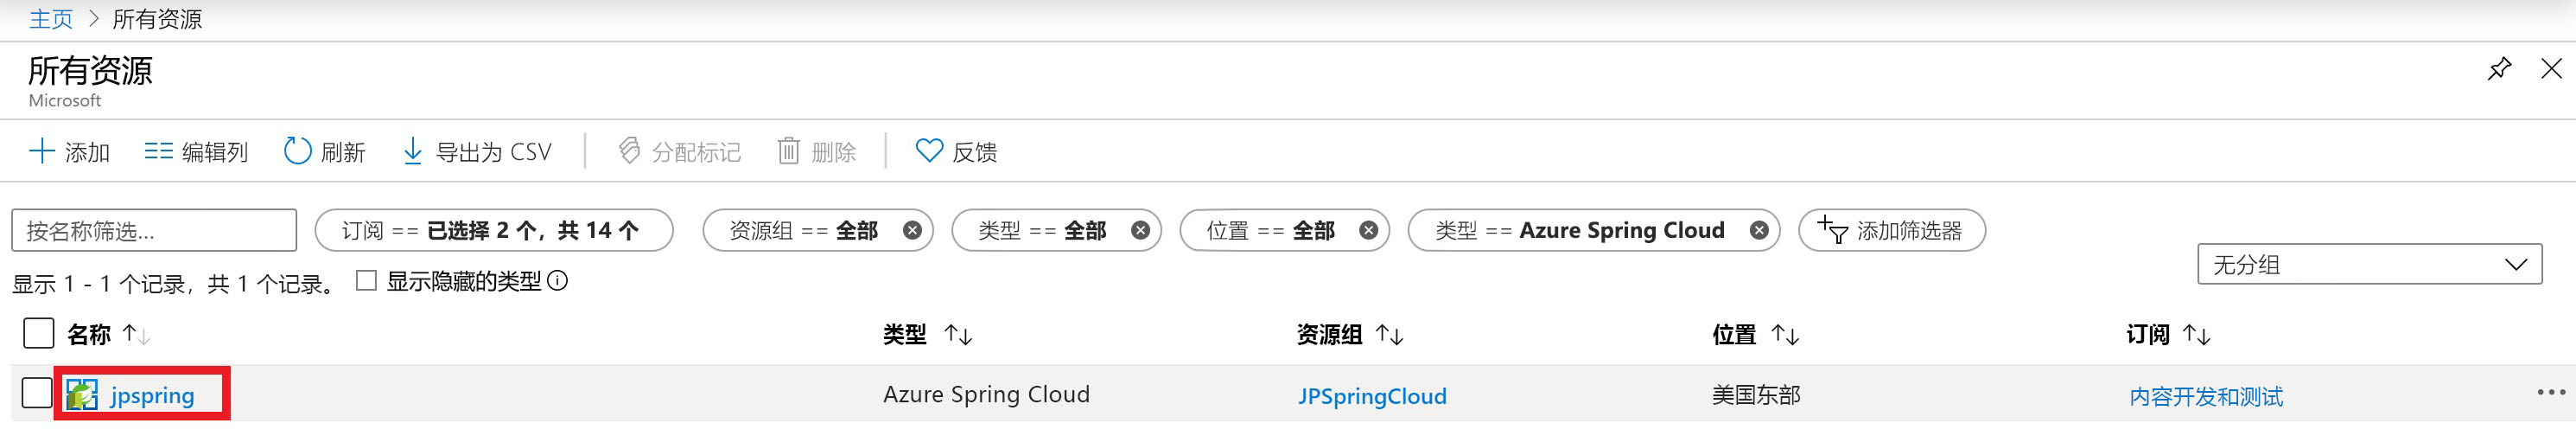 主页 > 所有资源
所有资源
Microsoft
添加 编辑列 刷新 导出为 CSV 分配标记 删除 反馈
按名称筛选... 订阅 == 已选择 2 个，共 14 个 资源组 == 全部 类型 == 全部 位置 == 全部 类型 == Azure Spring Cloud 添加筛选器
无分组
显示 1 - 1 个记录，共 1 个记录。 显示隐藏的类型
名称 类型 资源组 位置 订阅
jpspring Azure Spring Cloud JPSpringCloud 美国东部 内容开发和测试